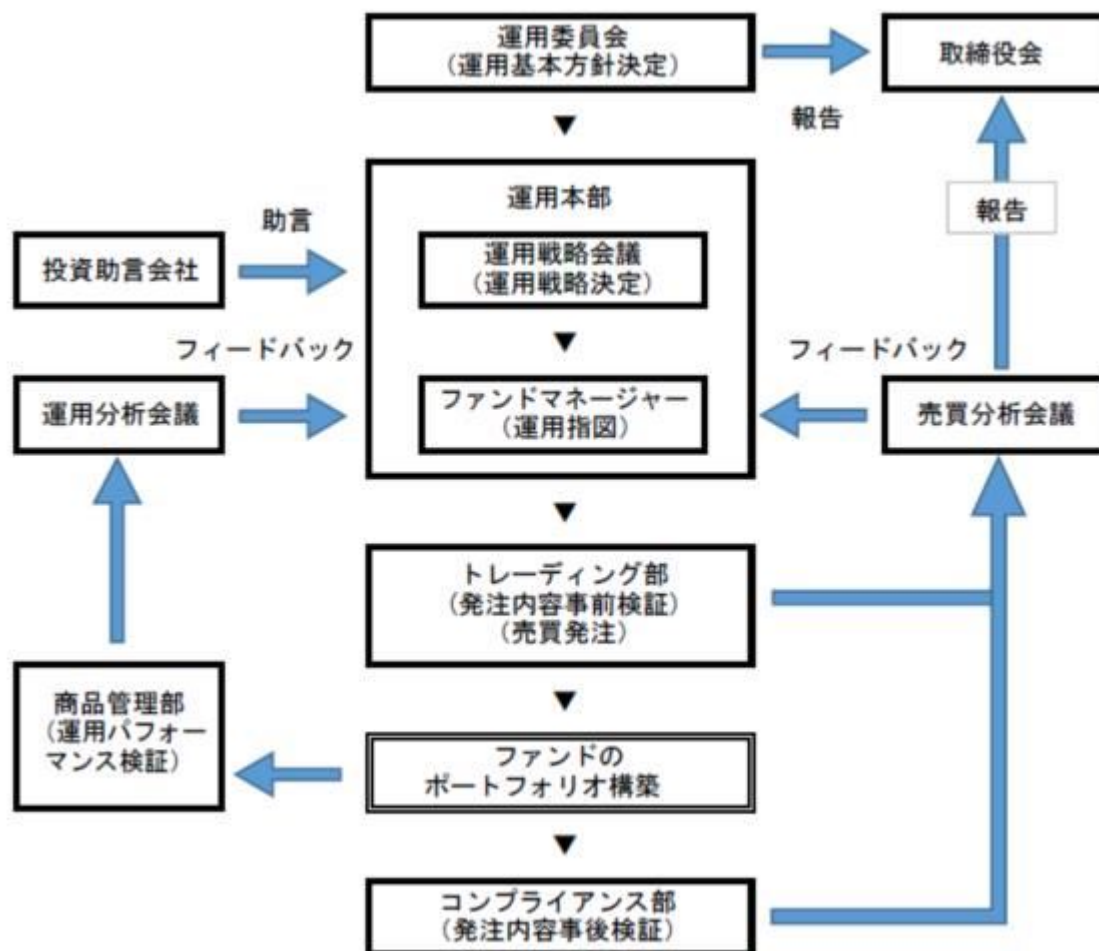 運用委員会
（運用基本方針決定）
取締役会
▼
報告
運用本部
助言
報告
投資助言会社
運用戦略会議
（運用戦略決定）
▼
フィードバック
フィードバック
運用分析会議
ファンドマネージャー
（運用指図）
売買分析会議
▼
トレーディング部
（発注内容事前検証）
（売買発注）
▼
商品管理部
（運用パフォー
マンス検証）
ファンドの
ポートフォリオ構築
▼
コンプライアンス部
（発注内容事後検証）